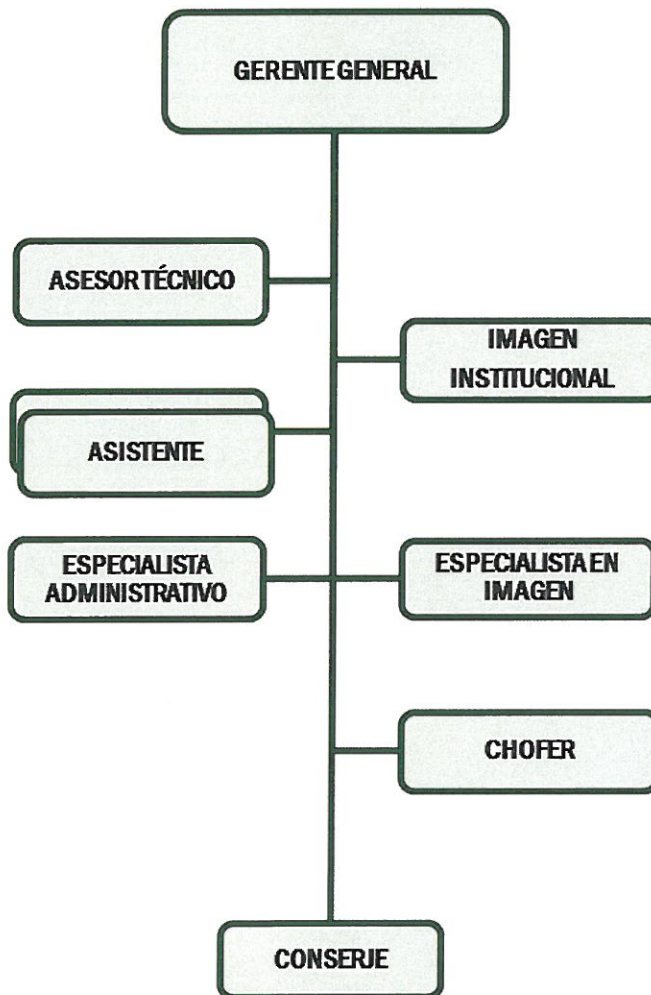 GERENTE GENERAL
ASESOR TÉCNICO
IMAGEN
INSTITUCIONAL
ASISTENTE
ESPECIALISTA
ADMINISTRATIVO
ESPECIALISTA EN
IMAGEN
CHOFER
CONSERJE